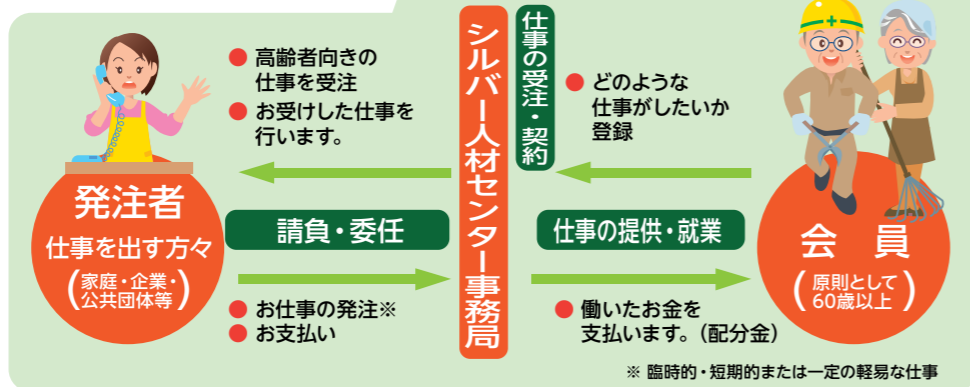 ● 高齢者向きの
仕事を受注
● お受けした仕事を
行います。
発注者
仕事を出す方々
(家庭・企業・
公共団体等)
請負・委任
● お仕事の発注※
● お支払い
シルバー人材センター事務局
仕事の受注・契約
● どのような
仕事がしたいか
登録
仕事の提供・就業
● 働いたお金を
支払います。(配分金)
会 員
(原則として
60歳以上)
※ 臨時的・短期的または一定の軽易な仕事